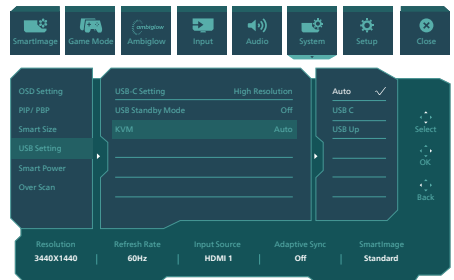 ambiglow
SmartImage Game Mode Ambiglow Input Audio System Setup Close
OSD Setting
PIP/ PBP
Smart Size
USB Setting
Smart Power
Over Scan
USB-C Setting High Resolution
USB Standby Mode Off
KVM Auto
Auto
USB C
USB Up
Select
OK
Back
Resolution Refresh Rate Input Source Adaptive Sync SmartImage
3440X1440 | 60Hz | HDMI 1 | Off | Standard